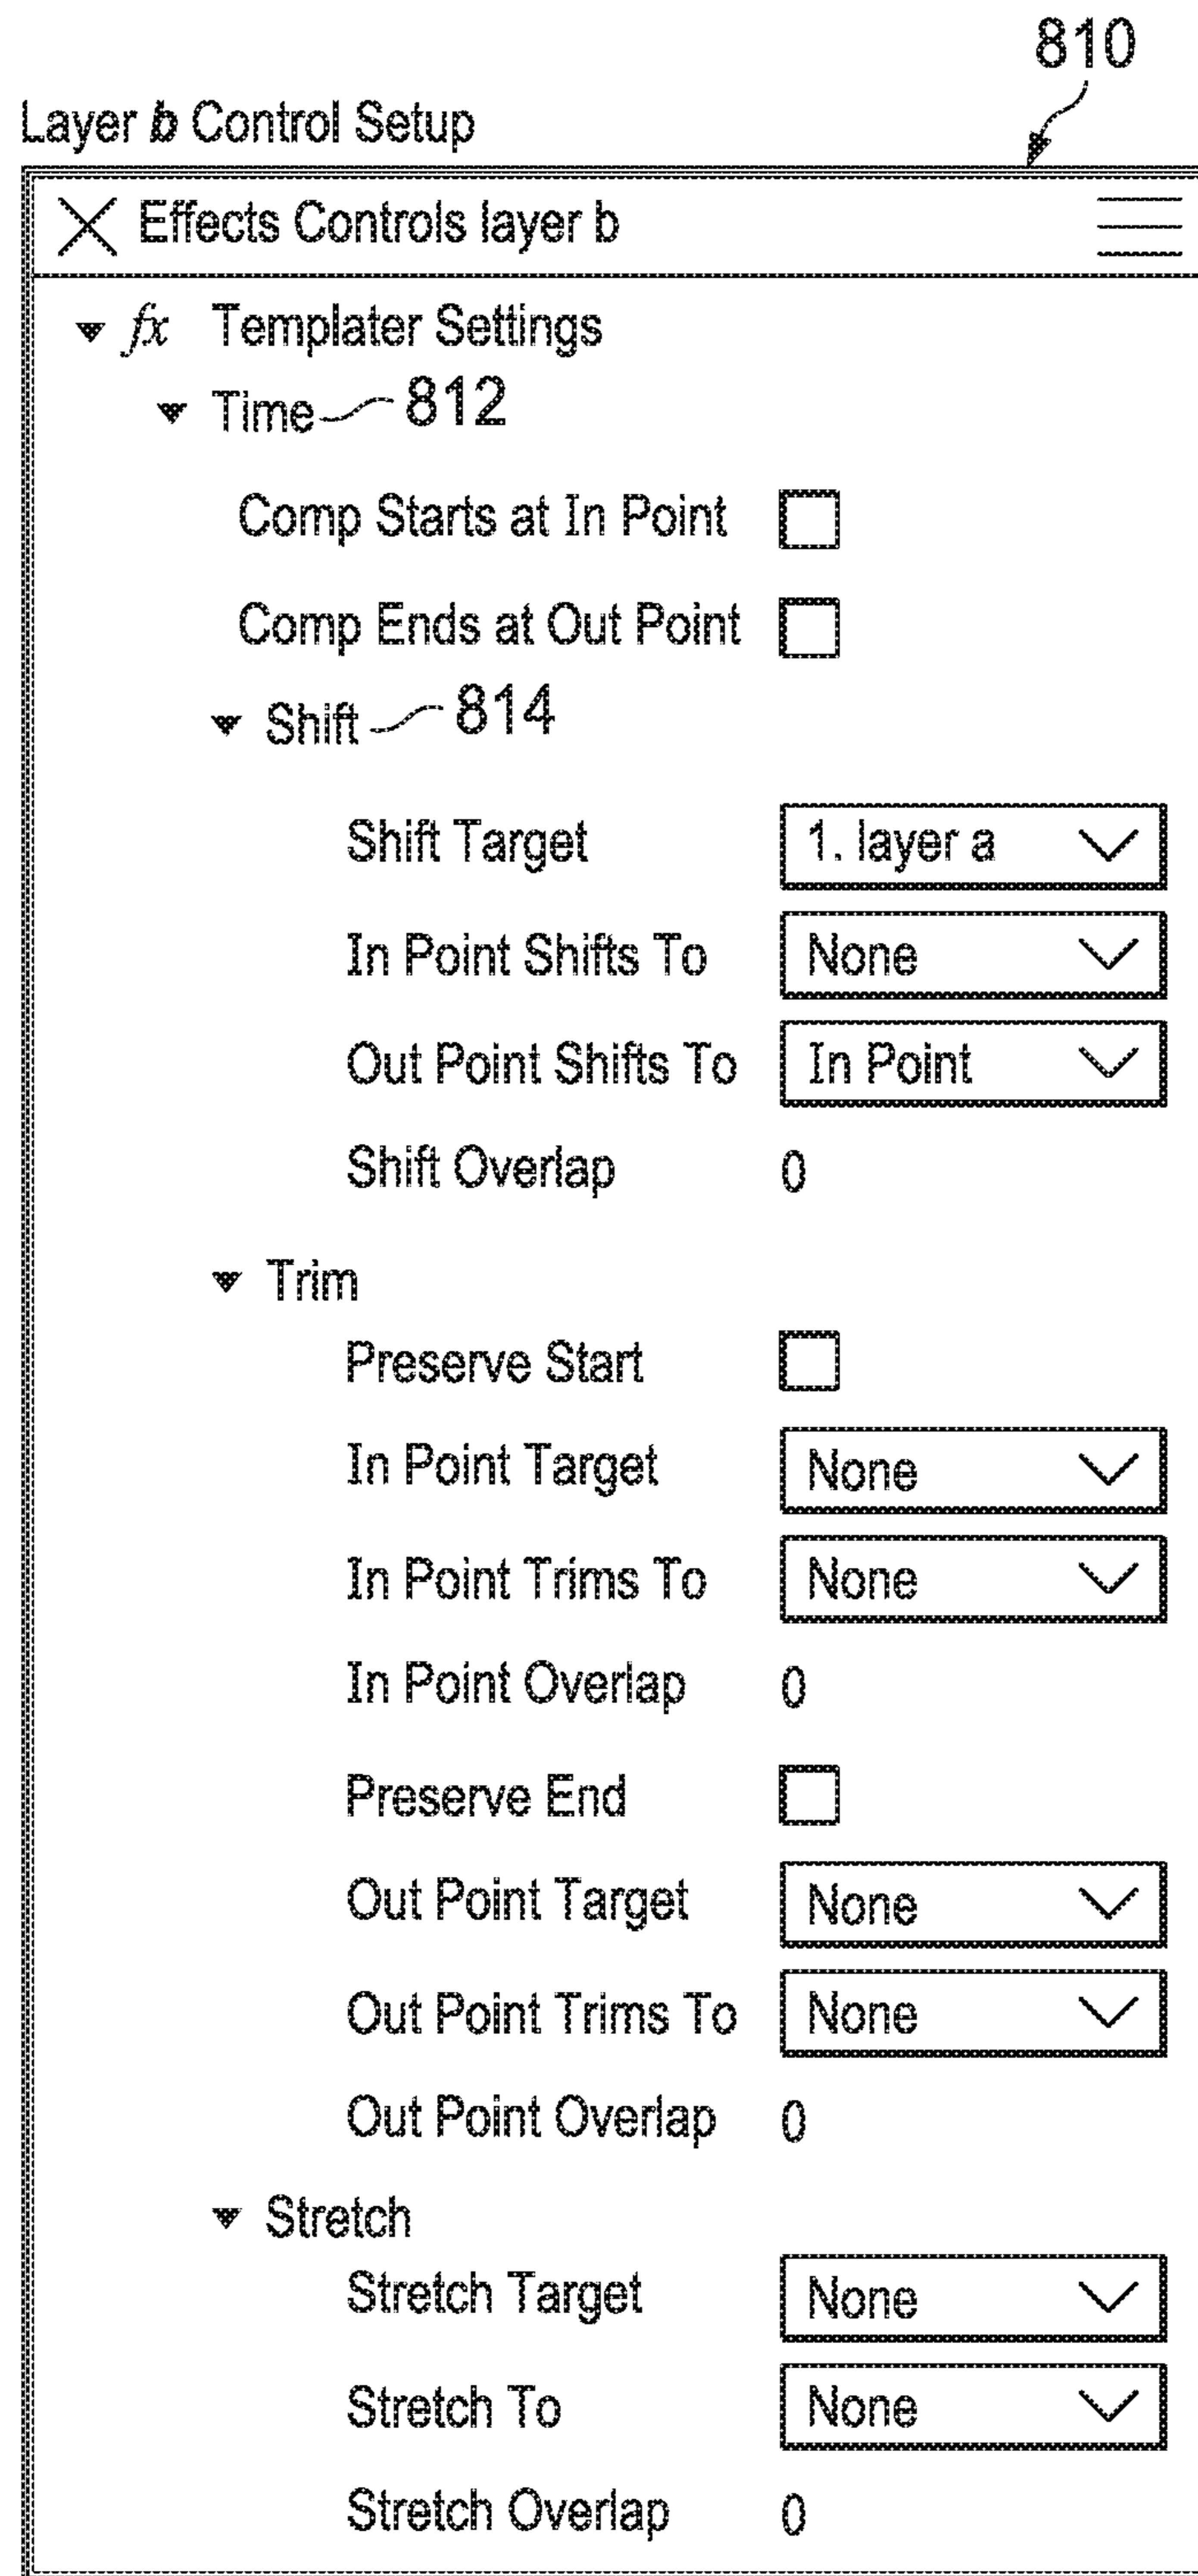 810
Layer b Control Setup
Effects Controls layer b
fx Templater Settings
Time 812
Comp Starts at In Point
Comp Ends at Out Point
Shift 814
Shift Target 1. layer a
In Point Shifts To None
Out Point Shifts To In Point
Shift Overlap 0
Trim
Preserve Start
In Point Target None
In Point Trims To None
In Point Overlap 0
Preserve End
Out Point Target None
Out Point Trims To None
Out Point Overlap 0
Stretch
Stretch Target None
Stretch To None
Stretch Overlap 0